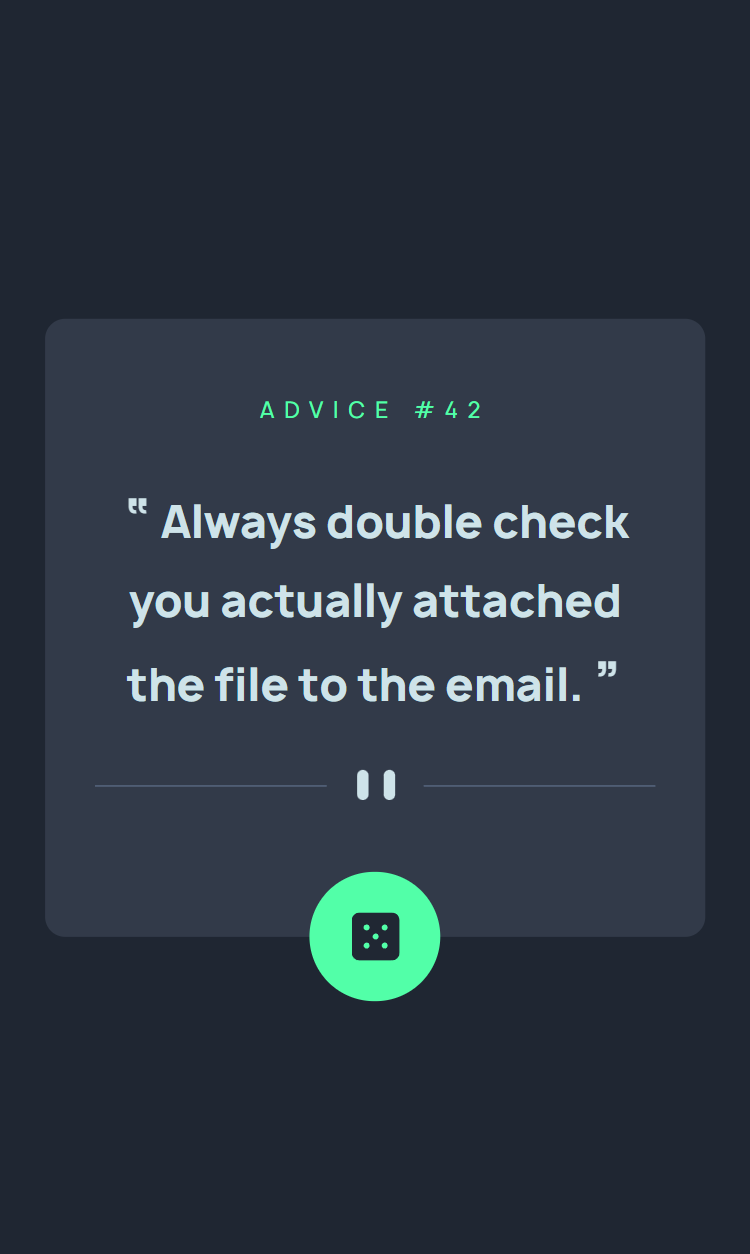 ADVICE #42
❝ Always double check
you actually attached
the file to the email. ❞